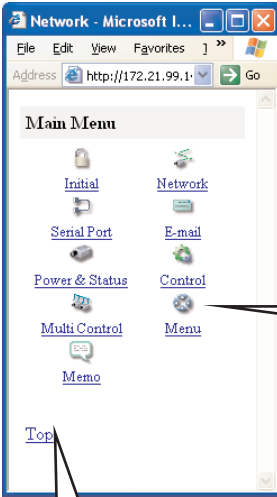 Network - Microsoft I...
File Edit View Favorites »
Address http://172.21.99.1 Go
Main Menu
Initial Network
Serial Port E-mail
Power & Status Control
Multi Control Menu
Memo
Top